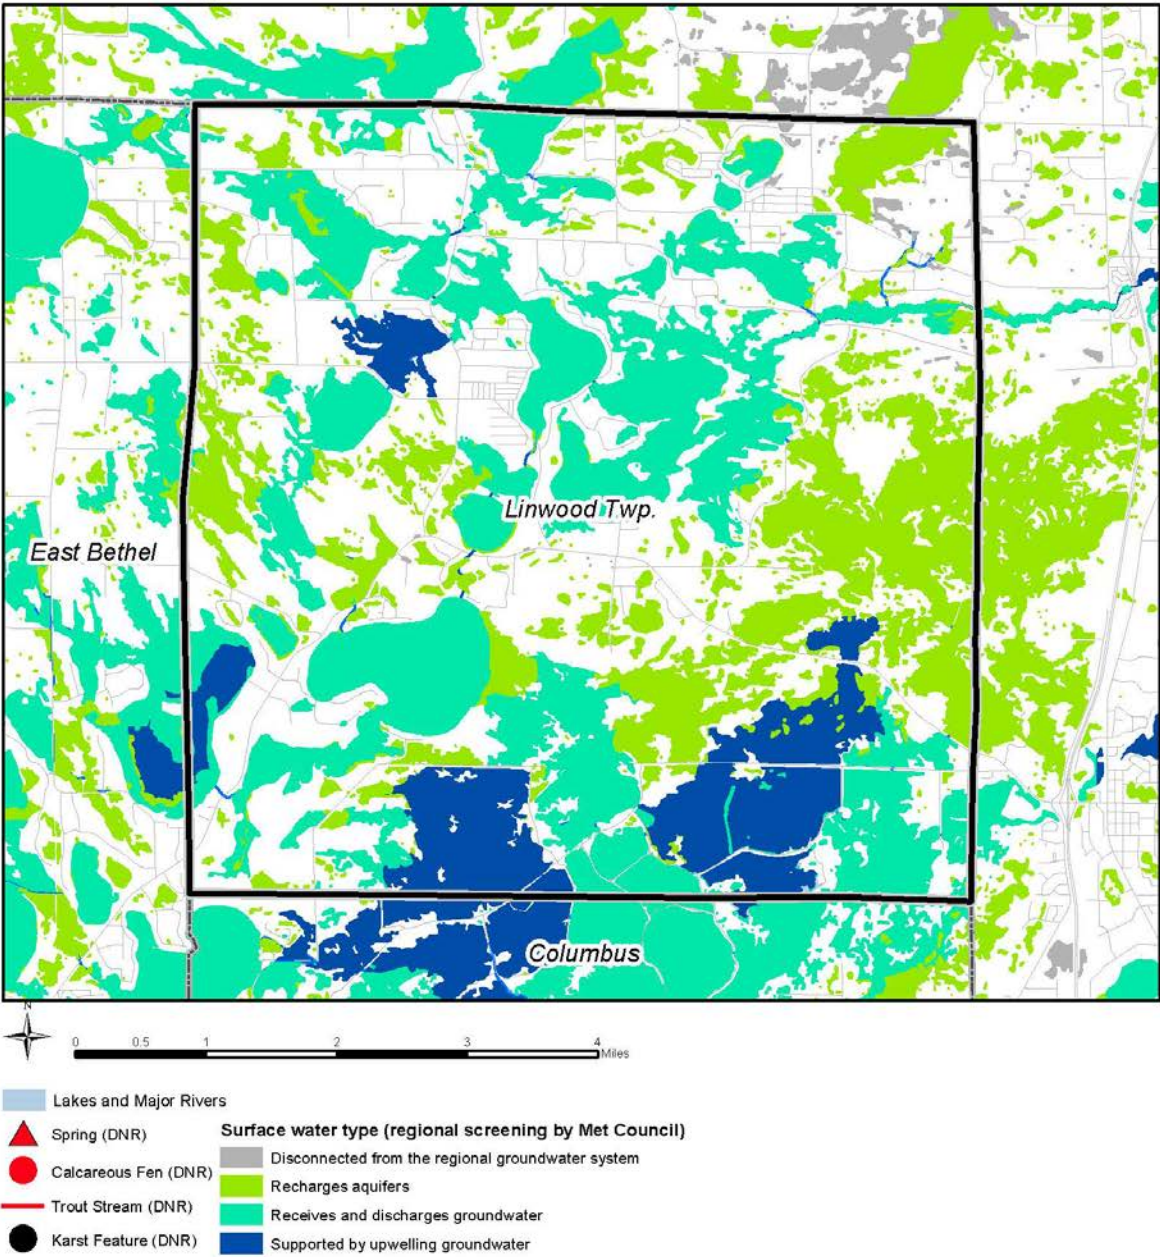 Linwood Twp.
East Bethel
Columbus
N
0 0.5 1 2 3 4 Miles
Lakes and Major Rivers
Spring (DNR)
Calcareous Fen (DNR)
Trout Stream (DNR)
Karst Feature (DNR)
Surface water type (regional screening by Met Council)
Disconnected from the regional groundwater system
Recharges aquifers
Receives and discharges groundwater
Supported by upwelling groundwater